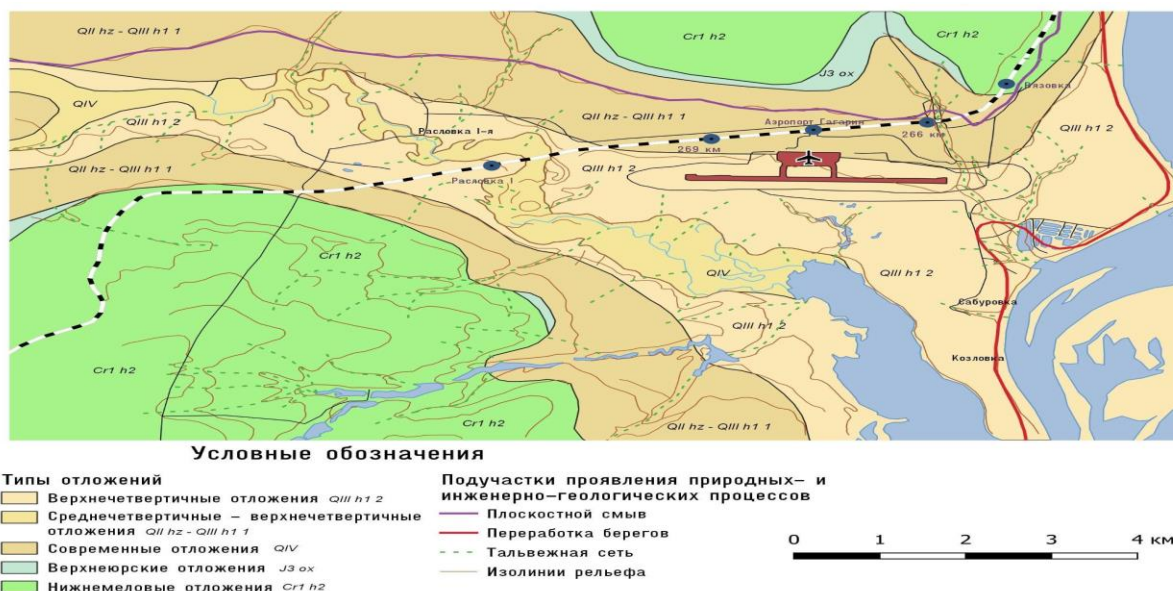 QII hz - QIII h1 1
Cr1 h2
Cr1 h2
J3 ox
Вязовка
QIV
QIII h1 2
Расловка I-я
QII hz - QIII h1 1
Аэропорт Гагарин
266 км
QIII h1 2
269 км
QII hz - QIII h1 1
Расловка I
QIII h1 2
Cr1 h2
QIV
QIII h1 2
Сабуровка
QIII h1 2
Козловка
Cr1 h2
Cr1 h2
QII hz - QIII h1 1
Условные обозначения
Типы отложений
Верхнечетвертичные отложения QIII h1 2
Среднечетвертичные – верхнечетвертичные
отложения QII hz - QIII h1 1
Современные отложения QIV
Верхнеюрские отложения J3 ox
Нижнемеловые отложения Cr1 h2
Подучастки проявления природных- и
инженерно-геологических процессов
Плоскостной смыв
Переработка берегов
Тальвежная сеть
Изолинии рельефа
0 1 2 3 4 км